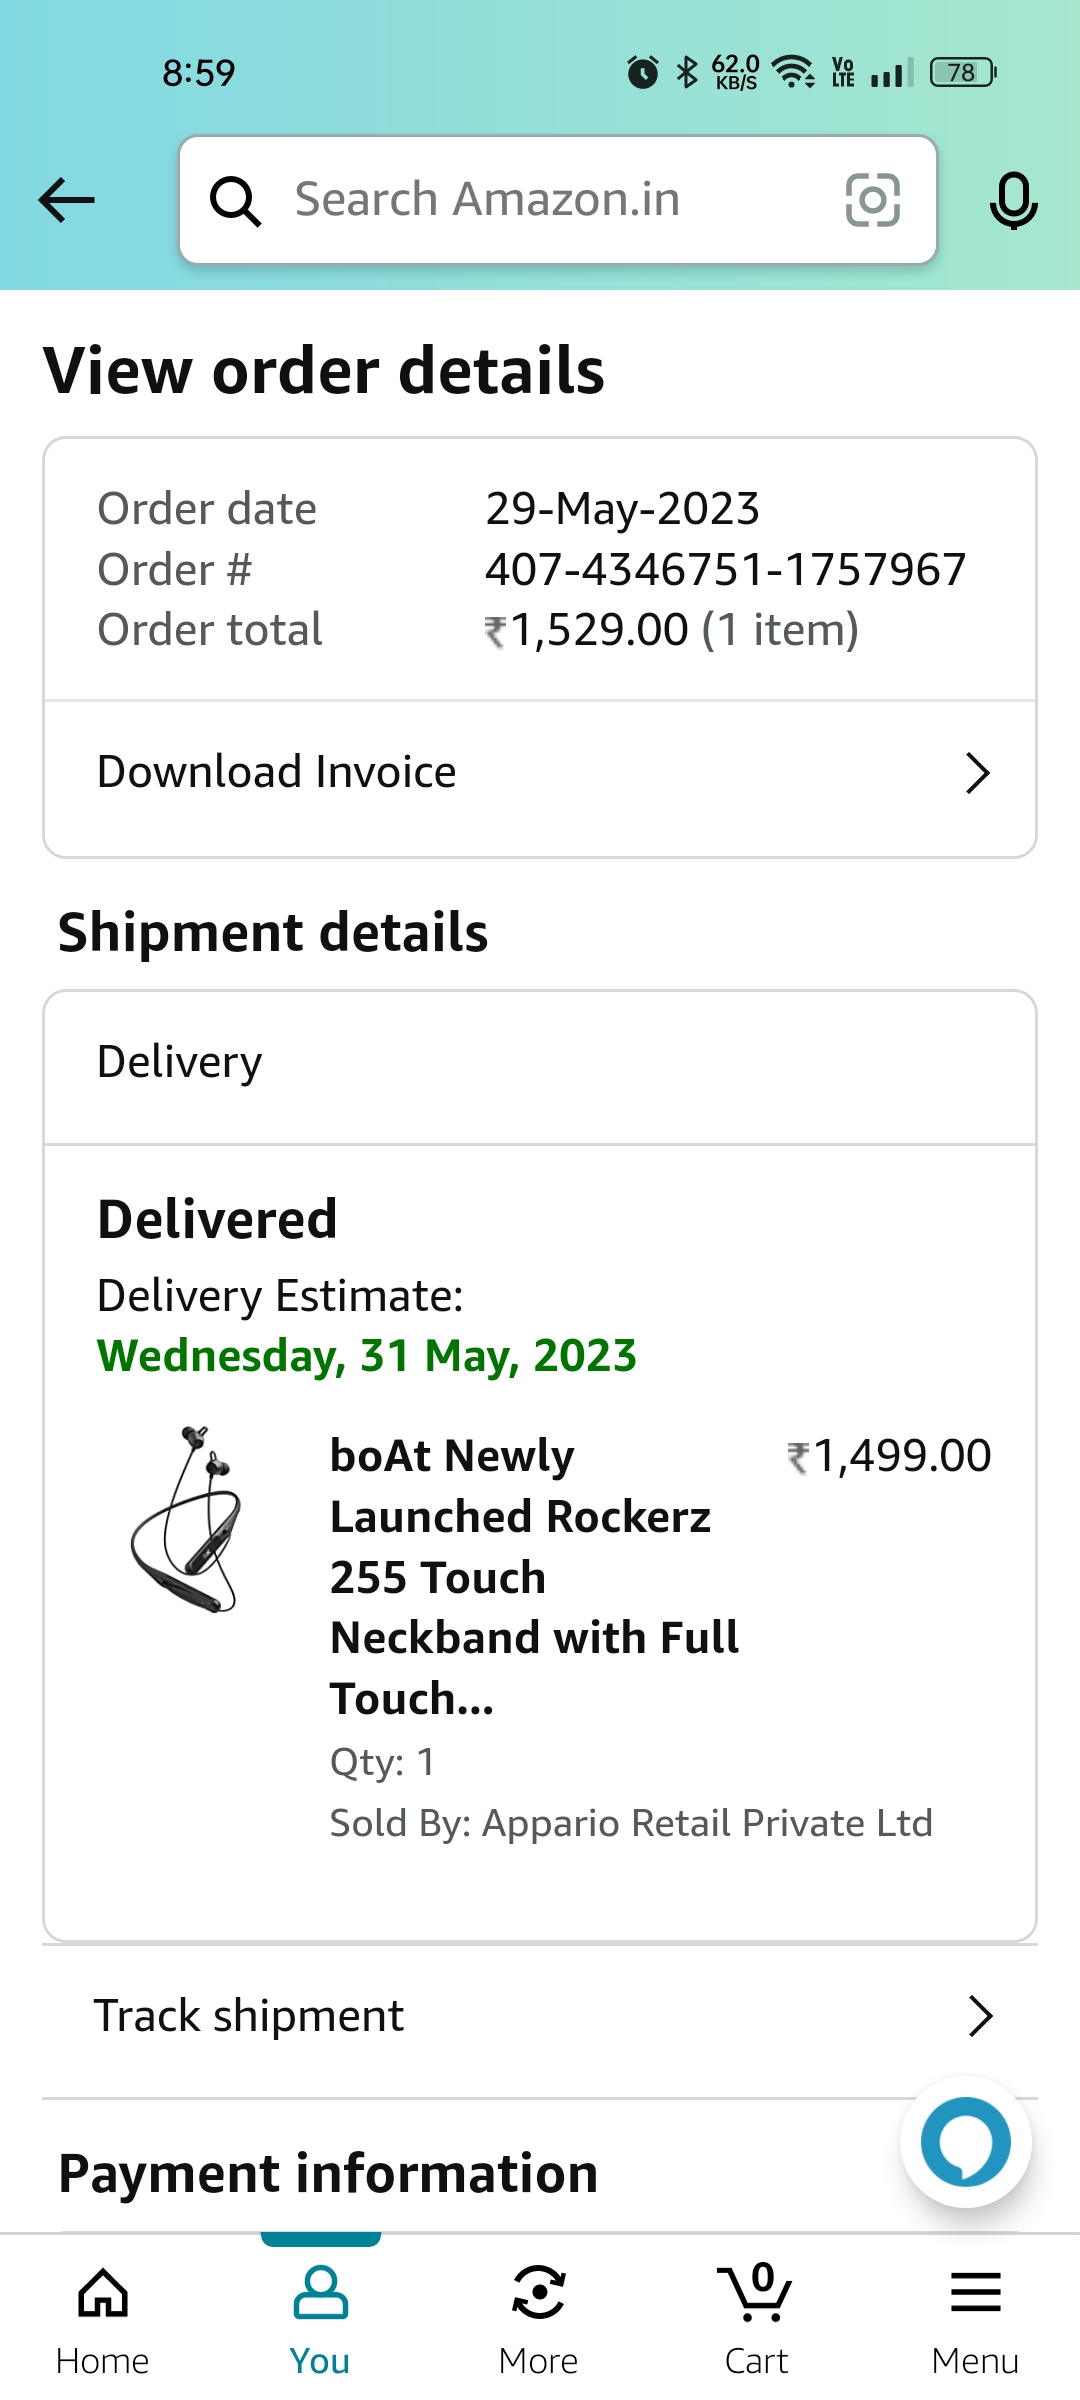 8:59
62.0
KB/S
Vo
LTE
78
Search Amazon.in
View order details
Order date 29-May-2023
Order # 407-4346751-1757967
Order total ₹1,529.00 (1 item)
Download Invoice
Shipment details
Delivery
Delivered
Delivery Estimate:
Wednesday, 31 May, 2023
boAt Newly ₹1,499.00
Launched Rockerz
255 Touch
Neckband with Full
Touch...
Qty: 1
Sold By: Appario Retail Private Ltd
Track shipment
Payment information
0
Home You More Cart Menu